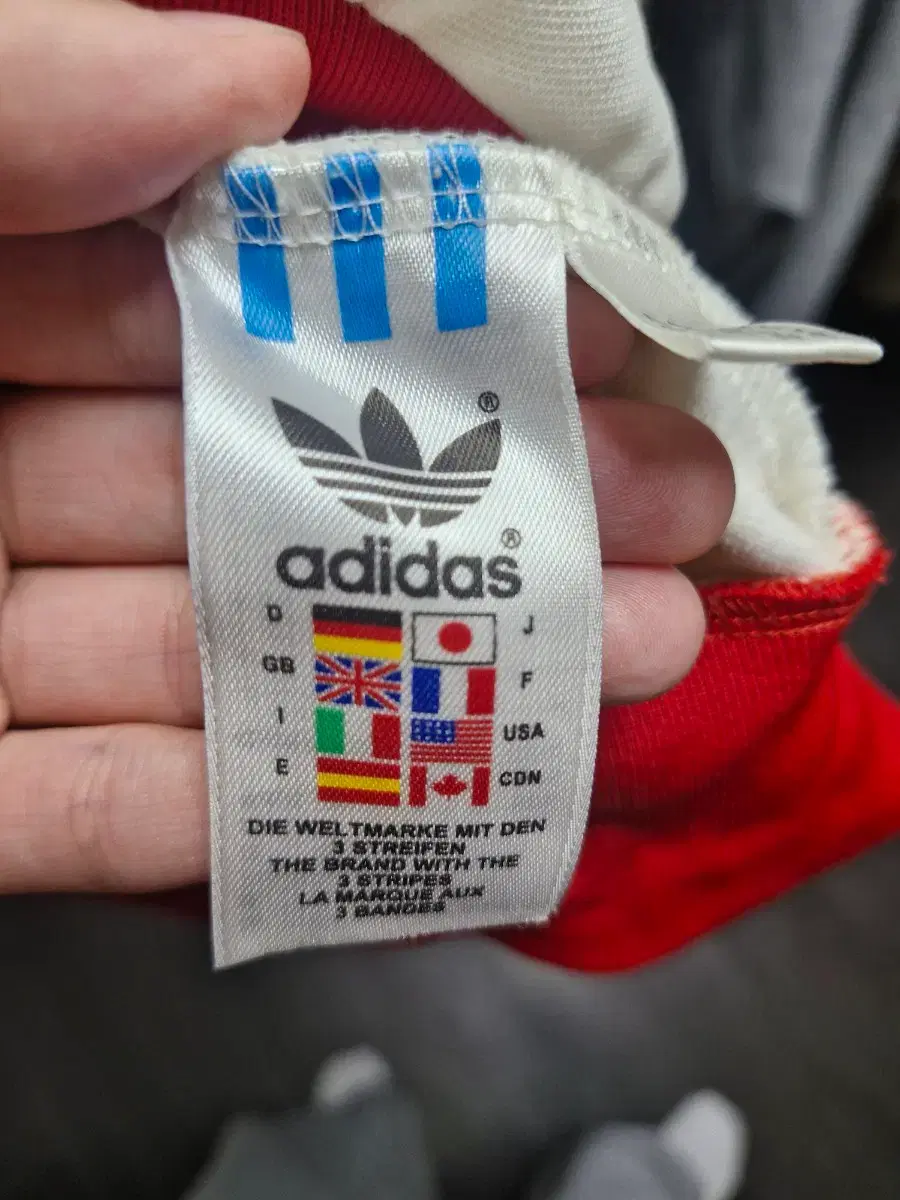 ®
adidas®
D J
GB F
I USA
E CDN
DIE WELTMARKE MIT DEN
3 STREIFEN
THE BRAND WITH THE
3 STRIPES
LA MARQUE AUX
3 BANDES